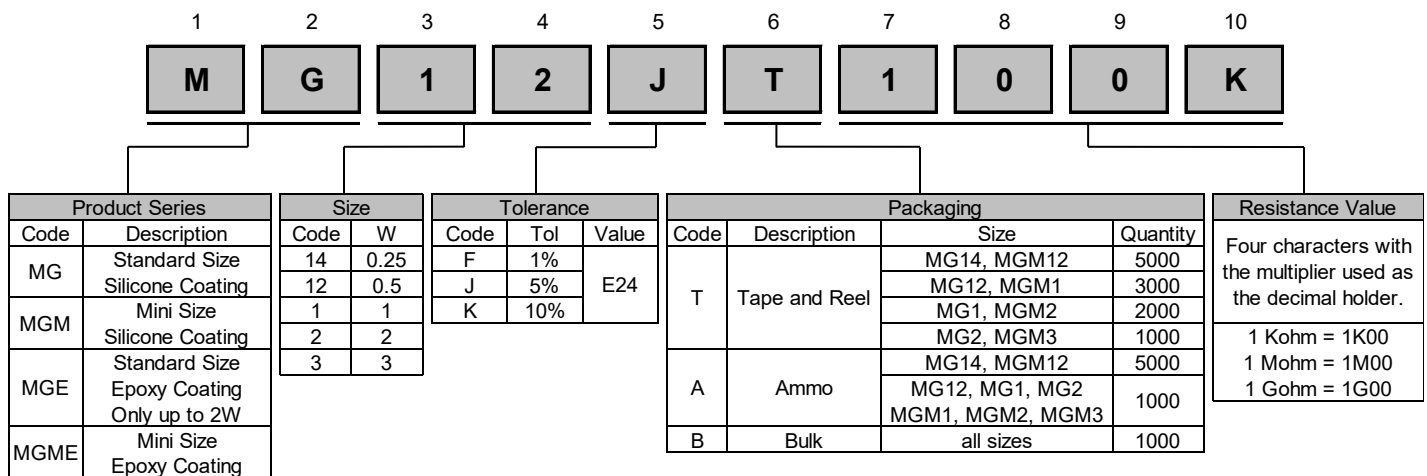 1 2 3 4 5 6 7 8 9 10
M G 1 2 J T 1 0 0 K
Product Series
Code Description
MG Standard Size
Silicone Coating
MGM Mini Size
Silicone Coating
MGE Standard Size
Epoxy Coating
Only up to 2W
MGME Mini Size
Epoxy Coating
Size
Code W
14 0.25
12 0.5
1 1
2 2
3 3
Tolerance
Code Tol Value
F 1% E24
J 5%
K 10%
Packaging
Code Description Size Quantity
T Tape and Reel MG14, MGM12 5000
MG12, MGM1 3000
MG1, MGM2 2000
MG2, MGM3 1000
A Ammo MG14, MGM12 5000
MG12, MG1, MG2 1000
MGM1, MGM2, MGM3
B Bulk all sizes 1000
Resistance Value
Four characters with
the multiplier used as
the decimal holder.
1 Kohm = 1K00
1 Mohm = 1M00
1 Gohm = 1G00